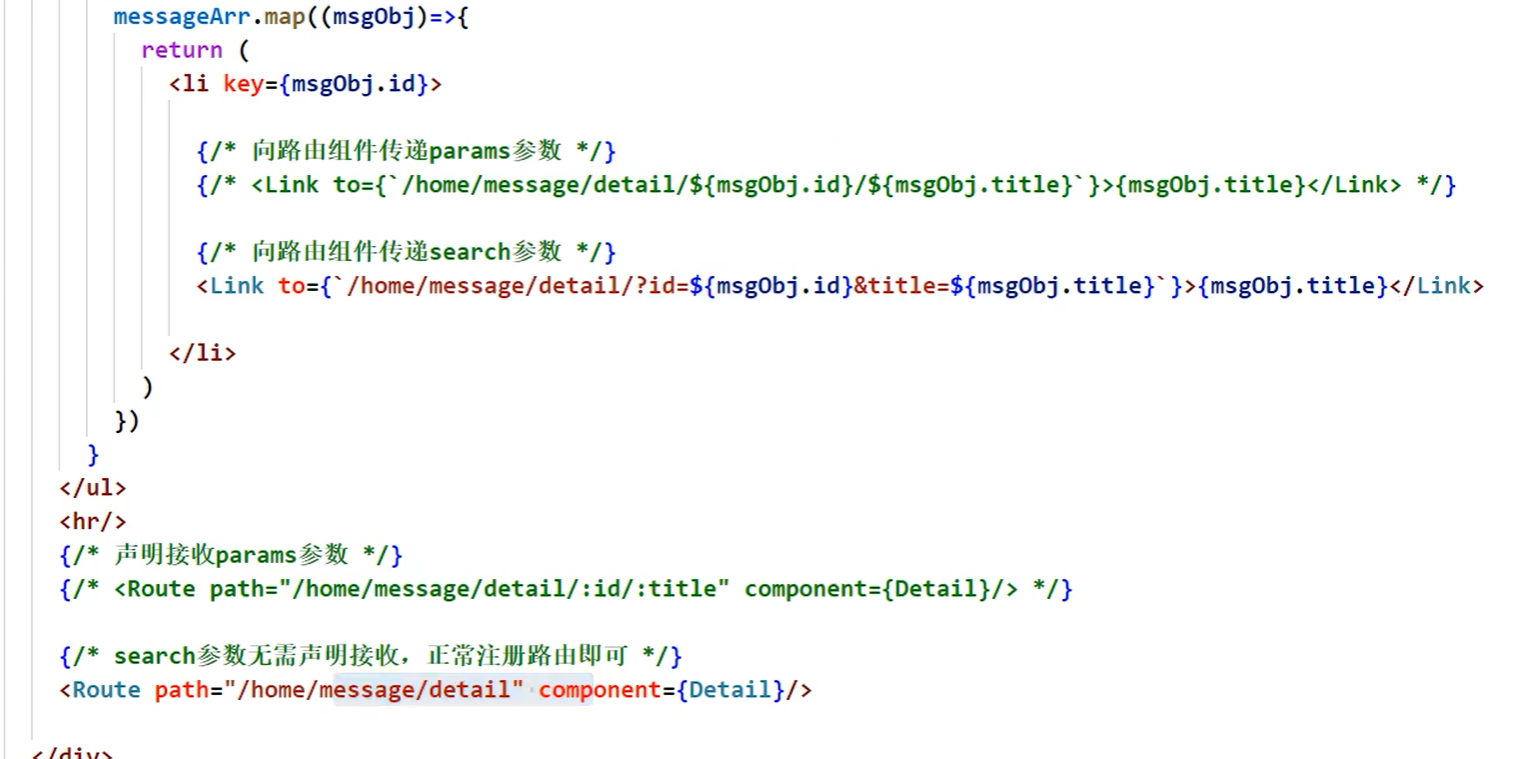 messageArr.map((msgObj)=>{
return (
<li key={msgObj.id}>
{/* 向路由组件传递params参数 */}
{/* <Link to={`/home/message/detail/${msgObj.id}/${msgObj.title}`}>{msgObj.title}</Link> */}
{/* 向路由组件传递search参数 */}
<Link to={`/home/message/detail/?id=${msgObj.id}&title=${msgObj.title}`}>{msgObj.title}</Link>
</li>
)
})
}
</ul>
<hr/>
{/* 声明接收params参数 */}
{/* <Route path="/home/message/detail/:id/:title" component={Detail}/> */}
{/* search参数无需声明接收，正常注册路由即可 */}
<Route path="/home/message/detail" component={Detail}/>
</div>